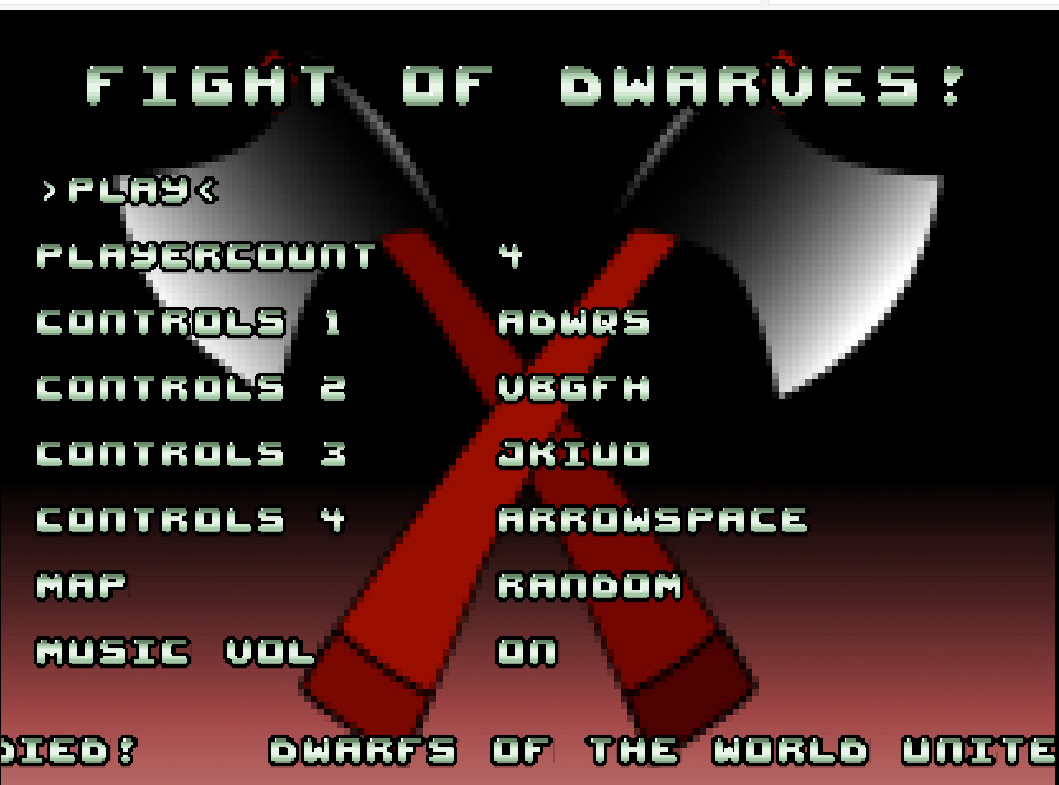 FIGHT OF DWARVES!
>PLAY<
PLAYERCOUNT 4
CONTROLS 1 ADWQS
CONTROLS 2 VBGFH
CONTROLS 3 JKIUO
CONTROLS 4 ARROWSPACE
MAP RANDOM
MUSIC VOL ON
DIED! DWARFS OF THE WORLD UNITE